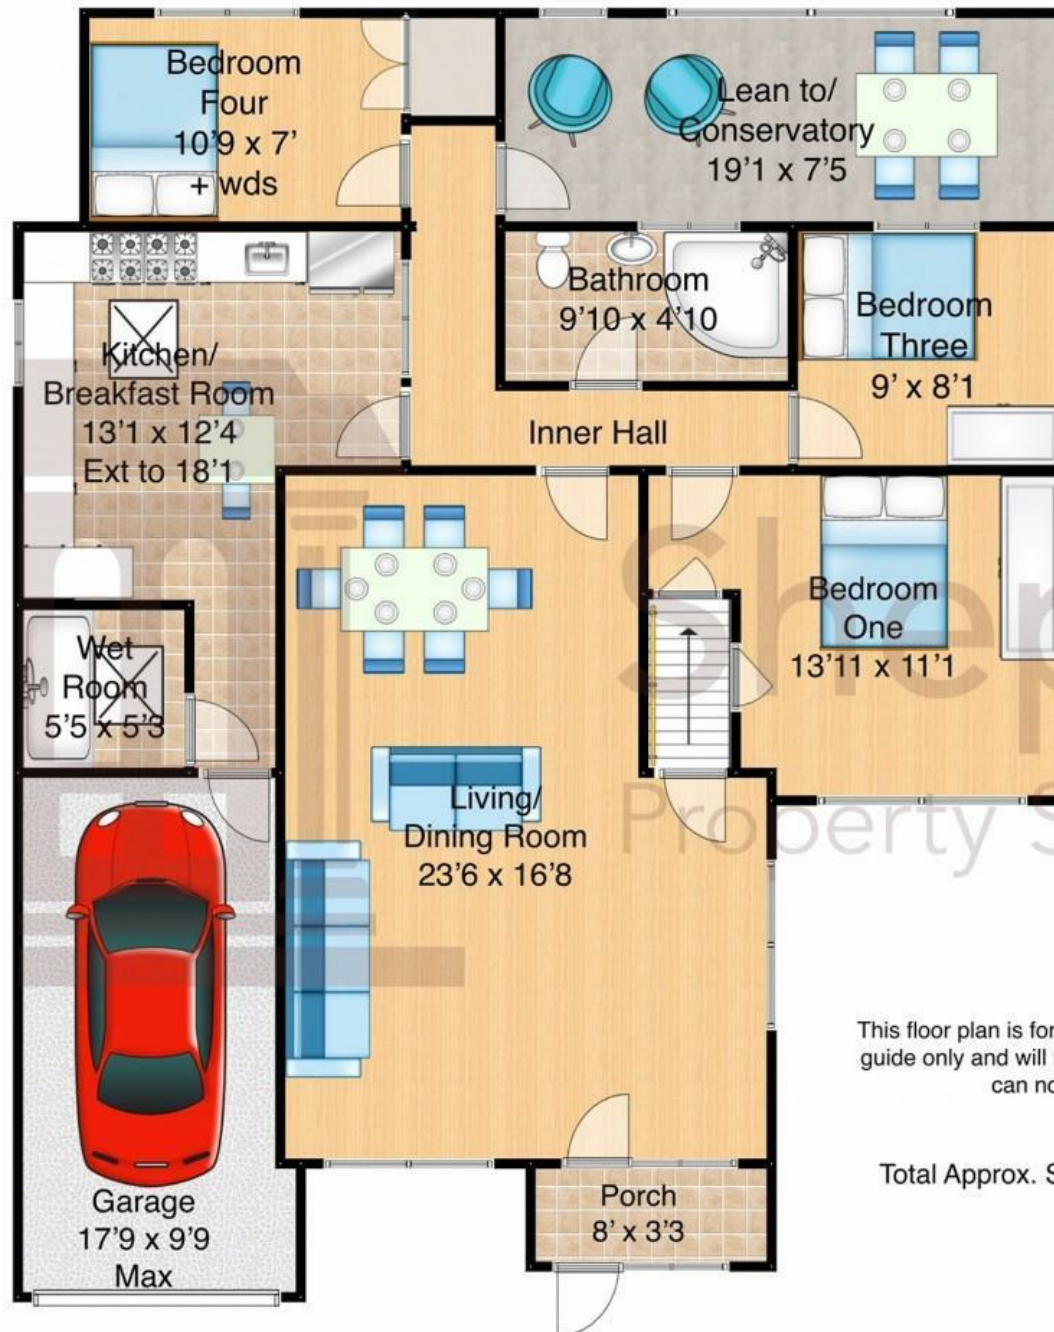 Bedroom
Four
10'9 x 7'
+ wds
Lean to/
Conservatory
19'1 x 7'5
Bathroom
9'10 x 4'10
Bedroom
Three
9' x 8'1
Kitchen/
Breakfast Room
13'1 x 12'4
Ext to 18'1
Inner Hall
Wet
Room
5'5 x 5'3
Bedroom
One
13'11 x 11'1
Living/
Dining Room
23'6 x 16'8
Shep
Property S
Garage
17'9 x 9'9
Max
Porch
8' x 3'3
This floor plan is for
guide only and will
can no
Total Approx. S